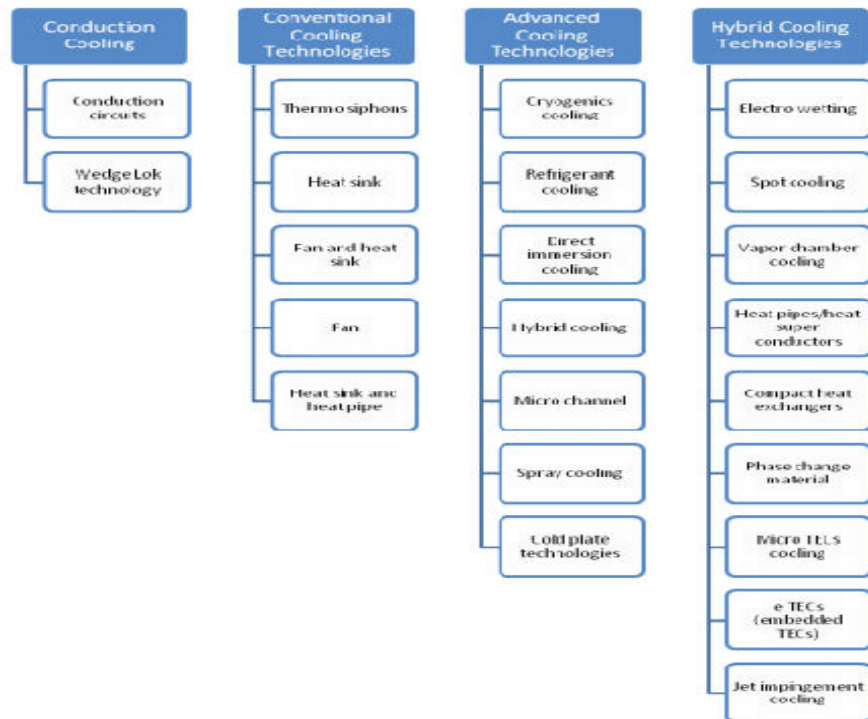 Conduction
Cooling
Conduction
circuits
Wedge Lok
technology
Conventional
Cooling
Technologies
Thermo siphons
Heat sink
Fan and heat
sink
Fan
Heat sink and
heat pipe
Advanced
Cooling
Technologies
Cryogenics
cooling
Refrigerant
cooling
Direct
immersion
cooling
Hybrid cooling
Micro channel
Spray cooling
Cold plate
technologies
Hybrid Cooling
Technologies
Electro wetting
Spot cooling
Vapor chamber
cooling
Heat pipes/heat
super
conductors
Compact heat
exchangers
Phase change
material
Micro TECS
cooling
e TECs
(embedded
TECs)
Jet impingement
cooling